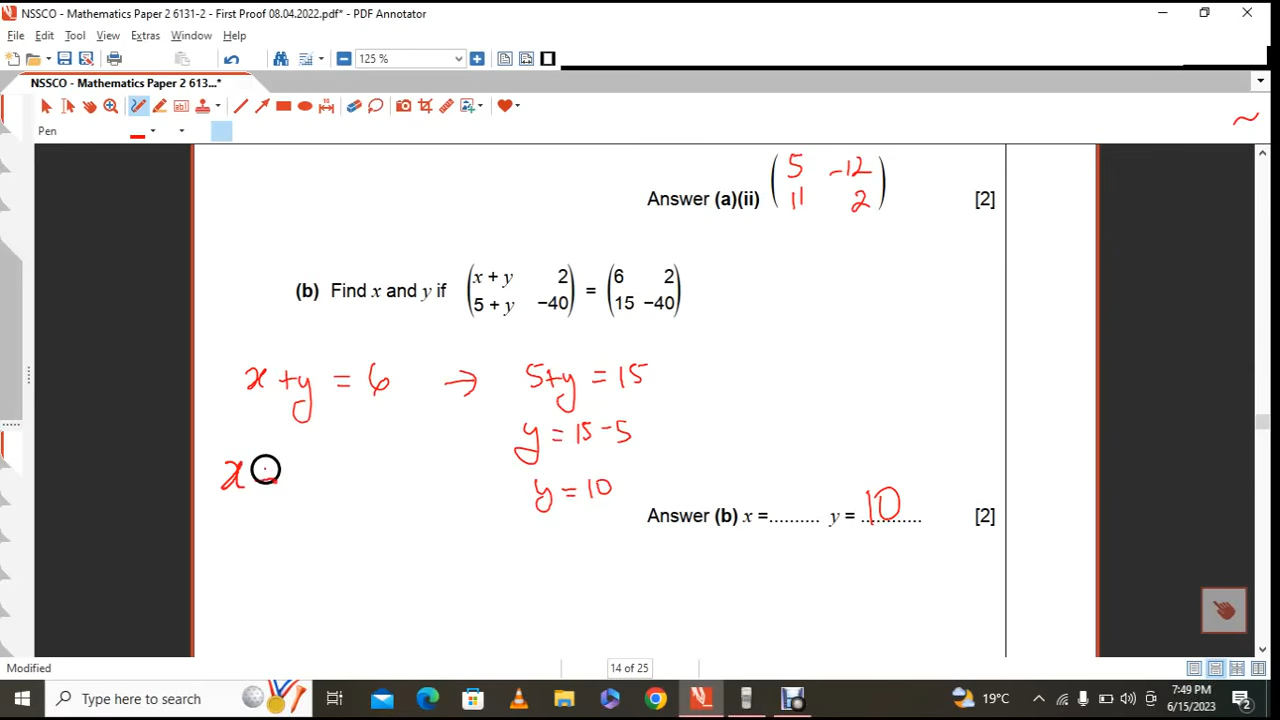 NSSCO - Mathematics Paper 2 6131-2 - First Proof 08.04.2022.pdf* - PDF Annotator
File Edit Tool View Extras Window Help
125 %
NSSCO - Mathematics Paper 2 613...*
Pen
~
Answer (a)(ii) (5 -12
11 2) [2]
(b) Find x and y if (x + y 2
5 + y −40) = (6 2
15 −40)
x + y = 6 → 5+y = 15
y = 15 - 5
x =
y = 10
Answer (b) x =.......... y = 10............ [2]
Modified 14 of 25
Type here to search 19°C 7:49 PM
6/15/2023 2